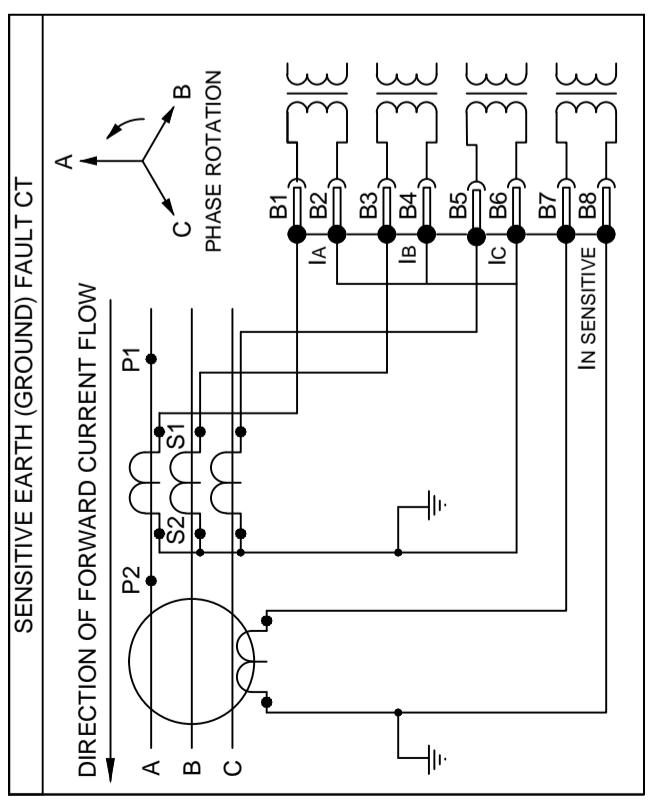 SENSITIVE EARTH (GROUND) FAULT CT
DIRECTION OF FORWARD CURRENT FLOW
A
B
C
PHASE ROTATION
P2
P1
S2
S1
A
B
C
B1
B2
B3
B4
B5
B6
B7
B8
IA
IB
IC
IN SENSITIVE